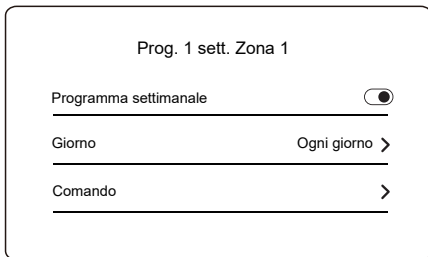 Prog. 1 sett. Zona 1
Programma settimanale
Giorno Ogni giorno
Comando